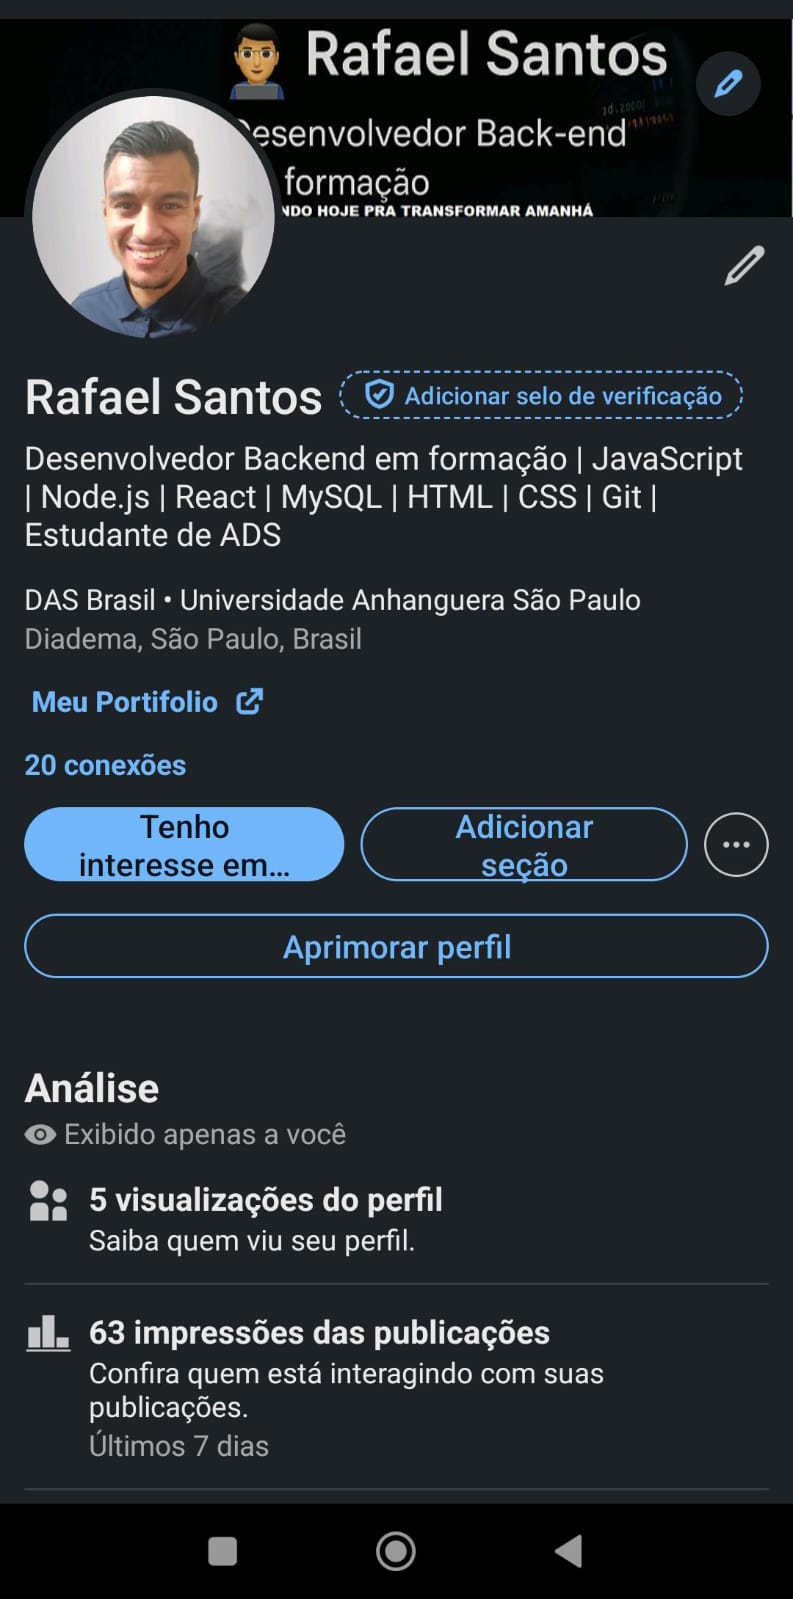 Rafael Santos
Desenvolvedor Back-end
formação
NDO HOJE PRA TRANSFORMAR AMANHÃ
Rafael Santos
Adicionar selo de verificação
Desenvolvedor Backend em formação | JavaScript
| Node.js | React | MySQL | HTML | CSS | Git |
Estudante de ADS
DAS Brasil • Universidade Anhanguera São Paulo
Diadema, São Paulo, Brasil
Meu Portifolio
20 conexões
Tenho
interesse em...
Adicionar
seção
Aprimorar perfil
Análise
Exibido apenas a você
5 visualizações do perfil
Saiba quem viu seu perfil.
63 impressões das publicações
Confira quem está interagindo com suas
publicações.
Últimos 7 dias